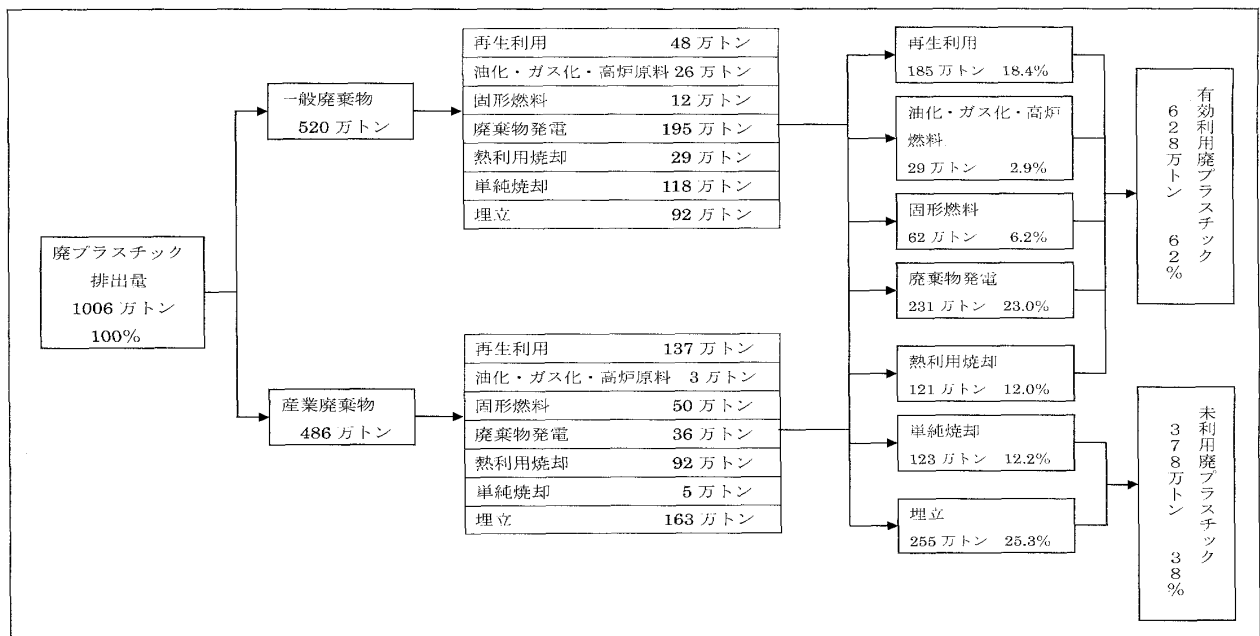 廃プラスチック
排出量
1006 万トン
100%
一般廃棄物
520 万トン
産業廃棄物
486 万トン
再生利用 48 万トン
油化・ガス化・高炉原料 26 万トン
固形燃料 12 万トン
廃棄物発電 195 万トン
熱利用焼却 29 万トン
単純焼却 118 万トン
埋立 92 万トン
再生利用 137 万トン
油化・ガス化・高炉原料 3 万トン
固形燃料 50 万トン
廃棄物発電 36 万トン
熱利用焼却 92 万トン
単純焼却 5 万トン
埋立 163 万トン
再生利用
185 万トン 18.4%
油化・ガス化・高炉
燃料
29 万トン 2.9%
固形燃料
62 万トン 6.2%
廃棄物発電
231 万トン 23.0%
熱利用焼却
121 万トン 12.0%
単純焼却
123 万トン 12.2%
埋立
255 万トン 25.3%
有効利用廃プラスチック
628万トン 62%
未利用廃プラスチック
378万トン 38%